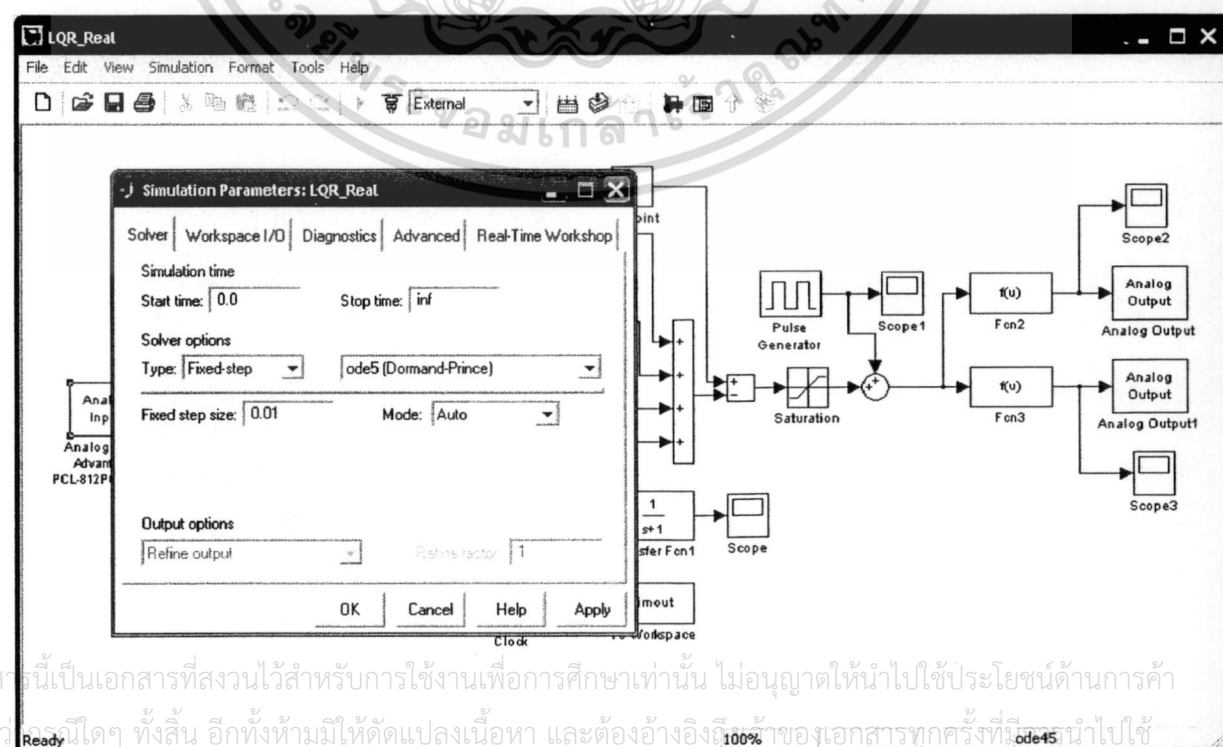 LQR_Real
File Edit View Simulation Format Tools Help
External
จอมเกล้า
Simulation Parameters: LQR_Real
Solver Workspace I/O Diagnostics Advanced Real-Time Workshop
Simulation time
Start time: 0.0 Stop time: inf
Solver options
Type: Fixed-step ode5 (Dormand-Prince)
Fixed step size: 0.01 Mode: Auto
Output options
Refine output Refine factor: 1
OK Cancel Help Apply
Scope2
Analog
Output
Analog Output
f(u)
Fcn2
Pulse
Generator
Scope1
Saturation
f(u)
Fcn3
Analog
Output
Analog Output1
Scope3
1
s+1
Scope
Clock
100%
ode45
Ready
นี้เป็นเอกสารที่สงวนไว้สำหรับการใช้งานเพื่อการศึกษาเท่านั้น ไม่อนุญาตให้นำไปใช้ประโยชน์ด้านการค้า
ทั้งสิ้น อีกทั้งห้ามมิให้ดัดแปลงเนื้อหา และต้องอ้างอิงถึงเจ้าของเอกสารทุกครั้งที่มีการนำไปใช้